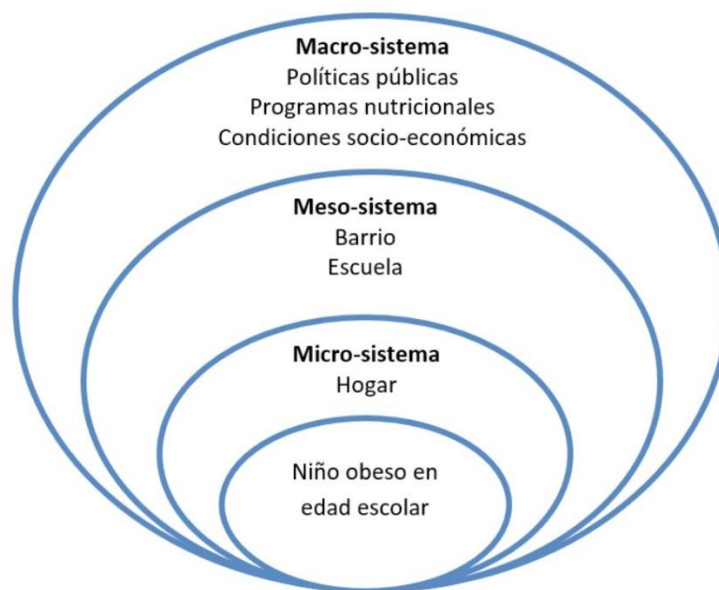 Macro-sistema
Políticas públicas
Programas nutricionales
Condiciones socio-económicas
Meso-sistema
Barrio
Escuela
Micro-sistema
Hogar
Niño obeso en
edad escolar